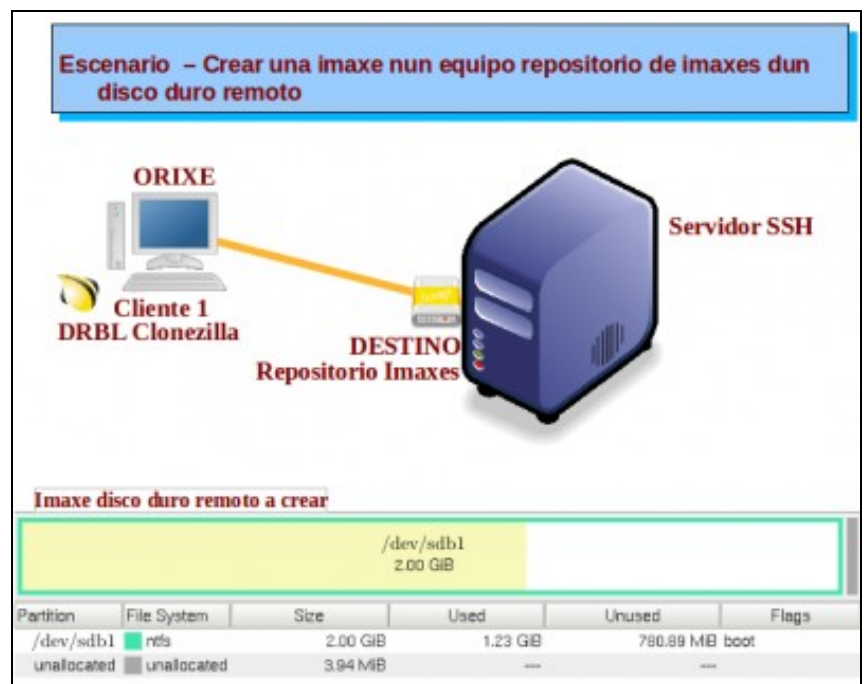 Escenario – Crear una imaxe nun equipo repositorio de imaxes dun
disco duro remoto
ORIXE
Servidor SSH
Cliente 1
DRBL Clonezilla
DESTINO
Repositorio Imaxes
Imaxe disco duro remoto a crear
/dev/sdb1
2.00 GiB
Partition File System Size Used Unused Flags
/dev/sdb1 ntfs 2.00 GiB 1.23 GiB 780.89 MiB boot
unallocated unallocated 3.94 MiB --- ---